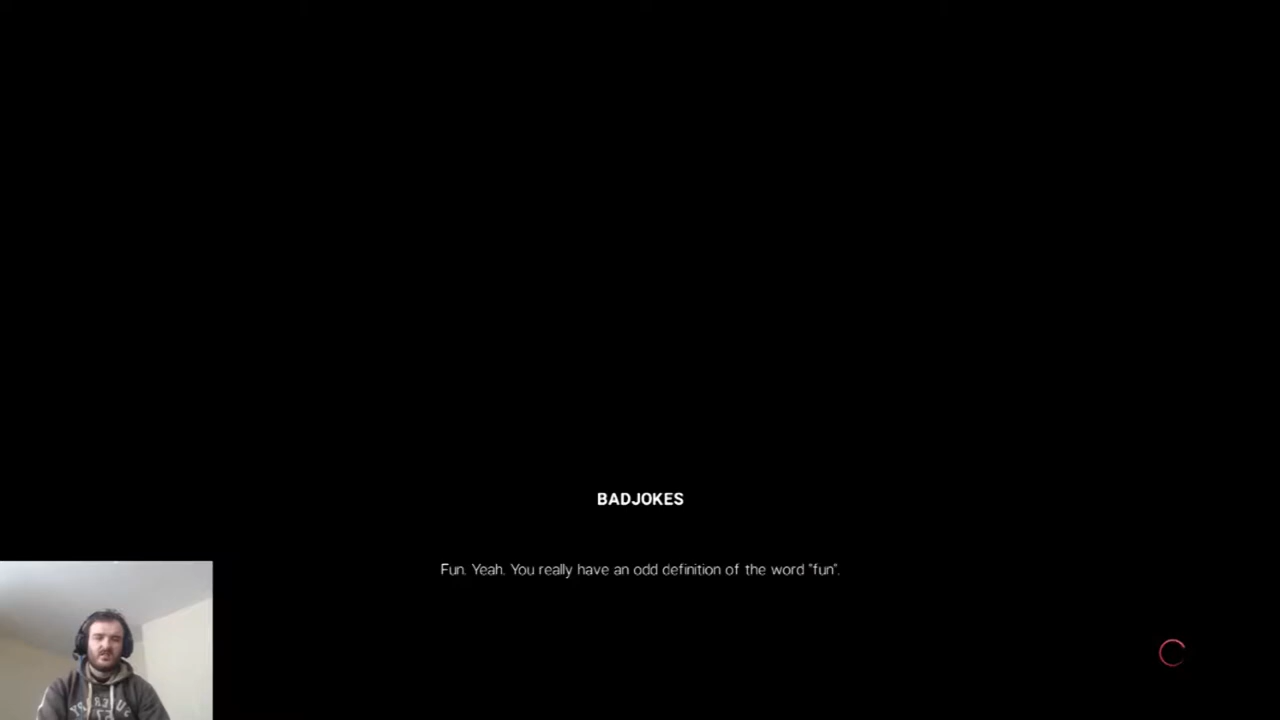 BADJOKES
Fun. Yeah. You really have an odd definition of the word "fun".